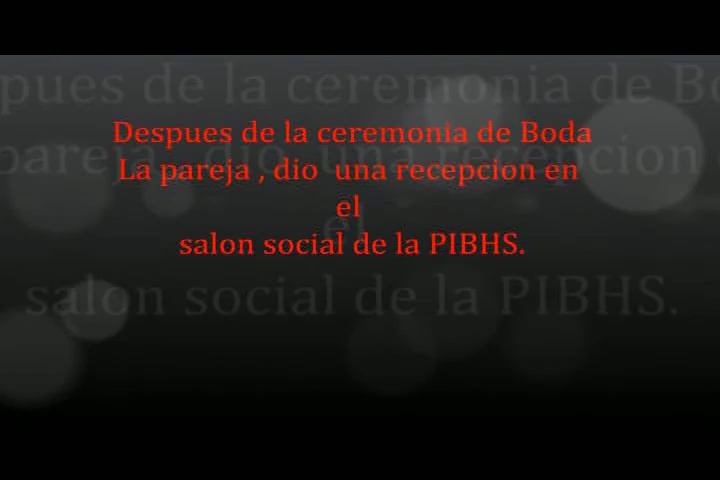 Despues de la ceremonia de Boda
La pareja , dio  una recepcion en
el
salon social de la PIBHS.